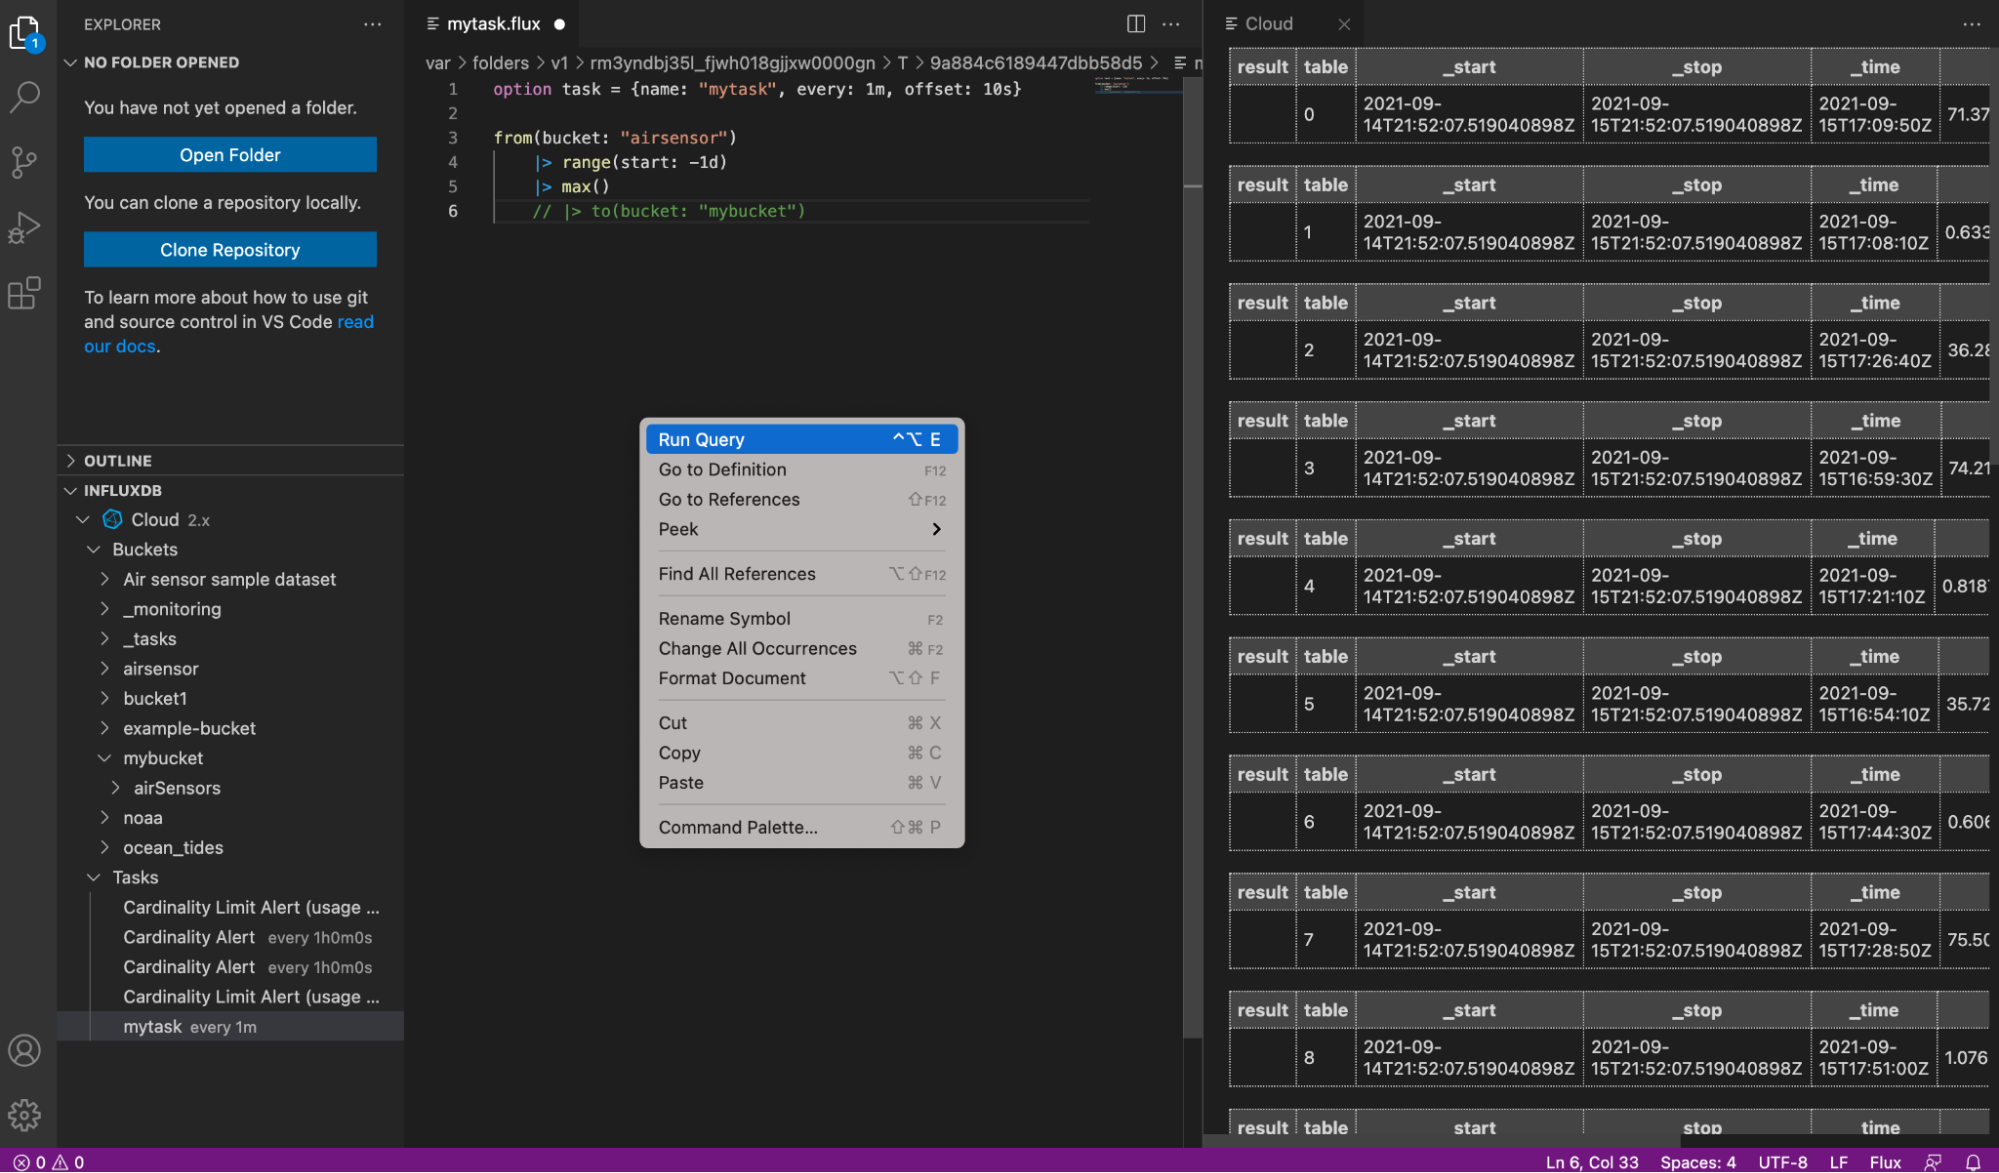 EXPLORER
NO FOLDER OPENED
You have not yet opened a folder.
Open Folder
You can clone a repository locally.
Clone Repository
To learn more about how to use git
and source control in VS Code read
our docs.
OUTLINE
INFLUXDB
Cloud 2.x
Buckets
Air sensor sample dataset
_monitoring
_tasks
airsensor
bucket1
example-bucket
mybucket
airSensors
noaa
ocean_tides
Tasks
Cardinality Limit Alert (usage ...
Cardinality Alert every 1h0m0s
Cardinality Alert every 1h0m0s
Cardinality Limit Alert (usage ...
mytask every 1m
1
mytask.flux
var > folders > v1 > rm3yndbj35l_fjwh018gjjxw0000gn > T > 9a884c6189447dbb58d5 >
1 option task = {name: "mytask", every: 1m, offset: 10s}
2
3 from(bucket: "airsensor")
4 |> range(start: -1d)
5 |> max()
6 // |> to(bucket: "mybucket")
Run Query ^⌥ E
Go to Definition F12
Go to References ⇧F12
Peek
Find All References ⌥⇧F12
Rename Symbol F2
Change All Occurrences ⌘F2
Format Document ⌥⇧ F
Cut ⌘ X
Copy ⌘ C
Paste ⌘ V
Command Palette... ⇧⌘ P
Cloud
result table _start _stop _time
0 2021-09-14T21:52:07.519040898Z 2021-09-15T21:52:07.519040898Z 2021-09-15T17:09:50Z 71.37
result table _start _stop _time
1 2021-09-14T21:52:07.519040898Z 2021-09-15T21:52:07.519040898Z 2021-09-15T17:08:10Z 0.633
result table _start _stop _time
2 2021-09-14T21:52:07.519040898Z 2021-09-15T21:52:07.519040898Z 2021-09-15T17:26:40Z 36.28
result table _start _stop _time
3 2021-09-14T21:52:07.519040898Z 2021-09-15T21:52:07.519040898Z 2021-09-15T16:59:30Z 74.21
result table _start _stop _time
4 2021-09-14T21:52:07.519040898Z 2021-09-15T21:52:07.519040898Z 2021-09-15T17:21:10Z 0.818
result table _start _stop _time
5 2021-09-14T21:52:07.519040898Z 2021-09-15T21:52:07.519040898Z 2021-09-15T16:54:10Z 35.72
result table _start _stop _time
6 2021-09-14T21:52:07.519040898Z 2021-09-15T21:52:07.519040898Z 2021-09-15T17:44:30Z 0.606
result table _start _stop _time
7 2021-09-14T21:52:07.519040898Z 2021-09-15T21:52:07.519040898Z 2021-09-15T17:28:50Z 75.50
result table _start _stop _time
8 2021-09-14T21:52:07.519040898Z 2021-09-15T21:52:07.519040898Z 2021-09-15T17:51:00Z 1.076
result table start stop time
0 0
Ln 6, Col 33 Spaces: 4 UTF-8 LF Flux